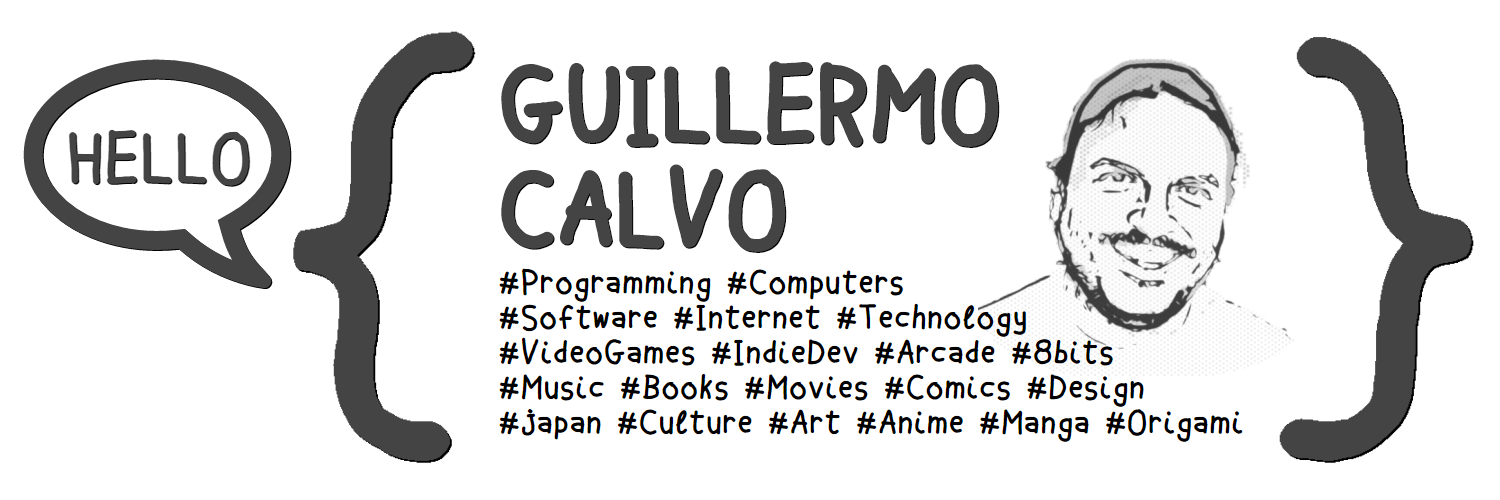 HELLO
GUILLERMO
CALVO
#Programming #Computers
#Software #Internet #Technology
#VideoGames #IndieDev #Arcade #8bits
#Music #Books #Movies #Comics #Design
#Japan #Culture #Art #Anime #Manga #Origami